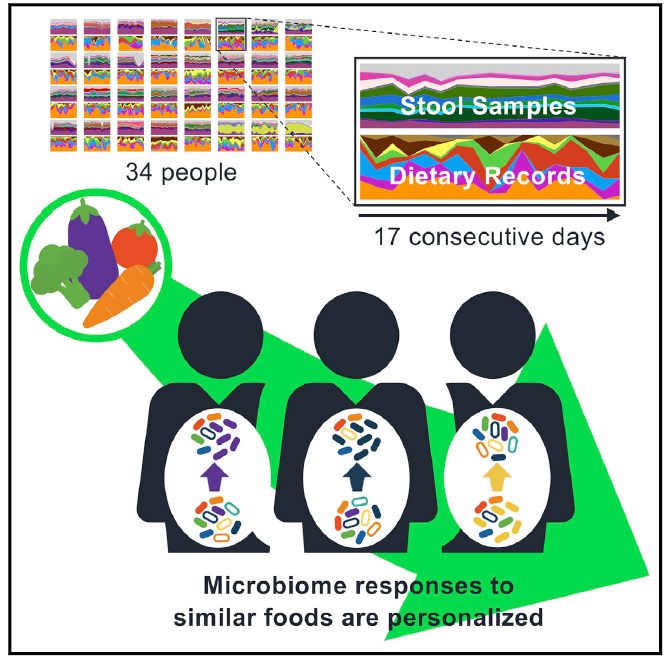 Stool Samples
Dietary Records
34 people
17 consecutive days
Microbiome responses to
similar foods are personalized